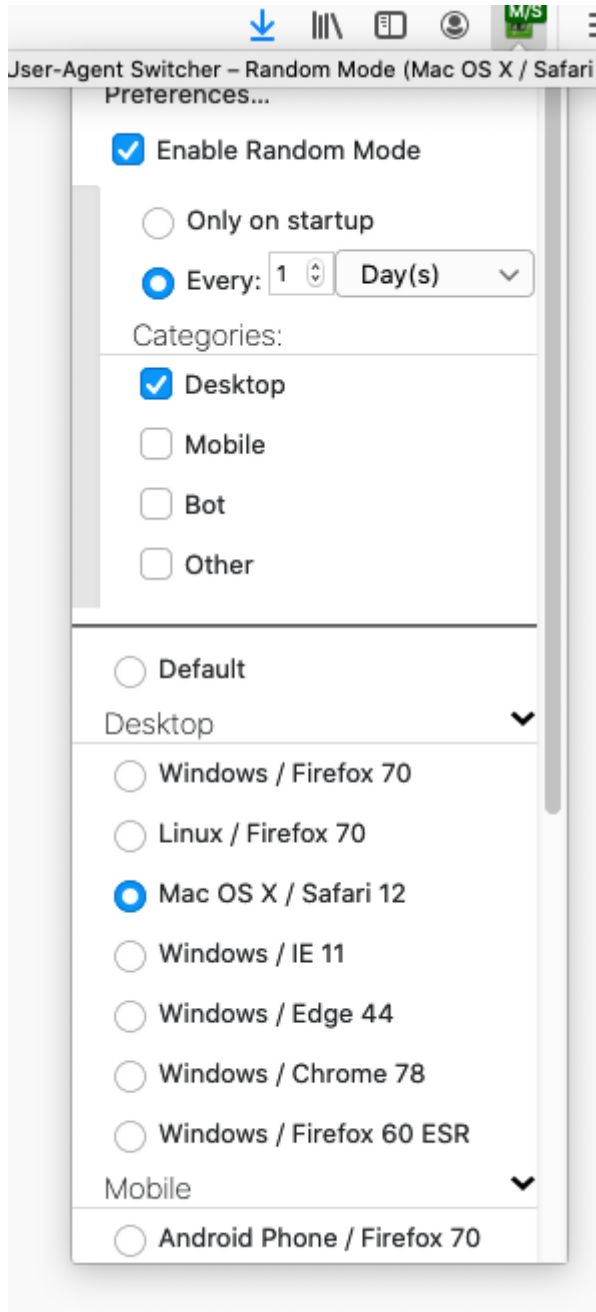 M/S
User-Agent Switcher – Random Mode (Mac OS X / Safari
Preferences...
Enable Random Mode
Only on startup
Every: 1 Day(s)
Categories:
Desktop
Mobile
Bot
Other
Default
Desktop
Windows / Firefox 70
Linux / Firefox 70
Mac OS X / Safari 12
Windows / IE 11
Windows / Edge 44
Windows / Chrome 78
Windows / Firefox 60 ESR
Mobile
Android Phone / Firefox 70